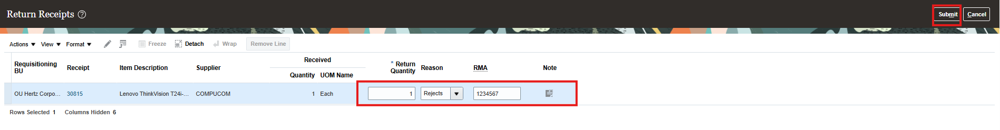 Return Receipts ?
Submit Cancel
Actions View Format Freeze Detach Wrap Remove Line
Requisitioning BU Receipt Item Description Supplier Received Quantity UOM Name * Return Quantity Reason RMA Note
OU Hertz Corpo... 30815 Lenovo ThinkVision T24i-... COMPUCOM 1 Each 1 Rejects 1234567
Rows Selected 1 Columns Hidden 6